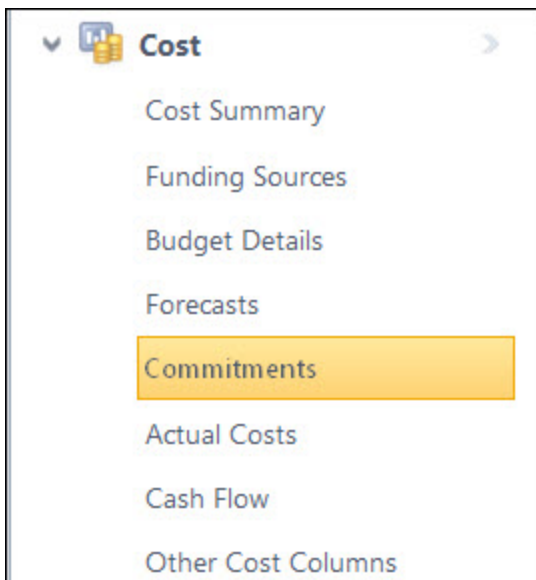 Cost
Cost Summary
Funding Sources
Budget Details
Forecasts
Commitments
Actual Costs
Cash Flow
Other Cost Columns